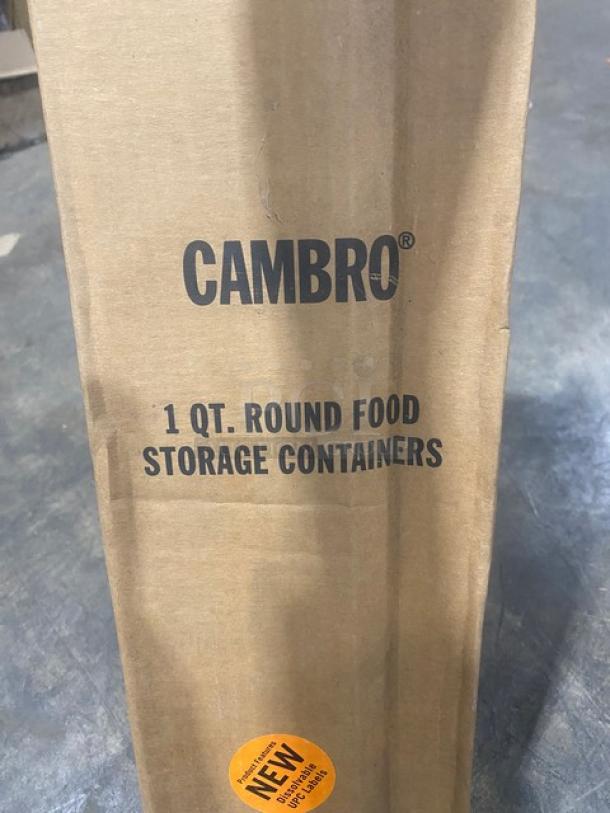 CAMBRO®
1 QT. ROUND FOOD
STORAGE CONTAINERS
Product Features
NEW
Dissolvable
UPC Labels